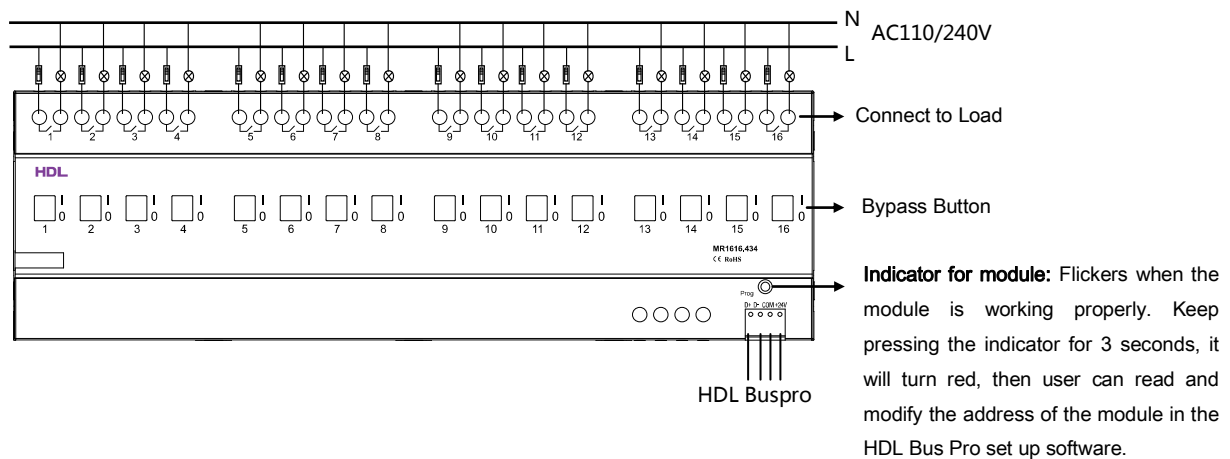 N
AC110/240V
L
Connect to Load
1 2 3 4 5 6 7 8 9 10 11 12 13 14 15 16
HDL
I I I I I I I I I I I I I I I I
0 0 0 0 0 0 0 0 0 0 0 0 0 0 0 0
Bypass Button
1 2 3 4 5 6 7 8 9 10 11 12 13 14 15 16
MR1616,434
CE RoHS
Prog
D+ D- COM +24V
HDL Buspro
Indicator for module: Flickers when the
module is working properly. Keep
pressing the indicator for 3 seconds, it
will turn red, then user can read and
modify the address of the module in the
HDL Bus Pro set up software.